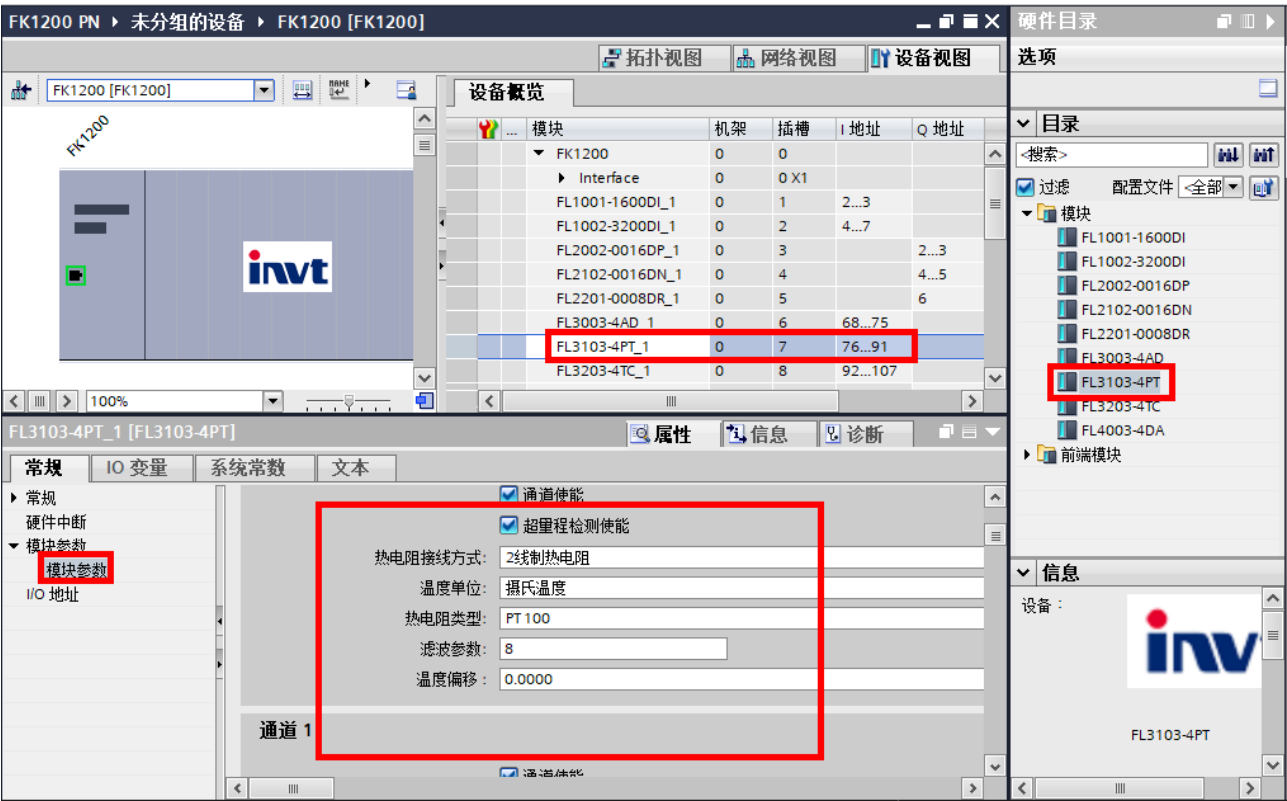 FK1200 PN ▸ 未分组的设备 ▸ FK1200 [FK1200]
拓扑视图 网络视图 设备视图
FK1200 [FK1200]
FK1200
invt
100%
设备概览
... 模块 机架 插槽 I 地址 Q 地址
FK1200 0 0
Interface 0 0 X1
FL1001-1600DI_1 0 1 2...3
FL1002-3200DI_1 0 2 4...7
FL2002-0016DP_1 0 3 2...3
FL2102-0016DN_1 0 4 4...5
FL2201-0008DR_1 0 5 6
FL3003-4AD_1 0 6 68...75
FL3103-4PT_1 0 7 76...91
FL3203-4TC_1 0 8 92...107
FL3103-4PT_1 [FL3103-4PT]
属性 信息 诊断
常规 IO 变量 系统常数 文本
常规
硬件中断
模块参数
模块参数
I/O 地址
通道使能
超量程检测使能
热电阻接线方式: 2线制热电阻
温度单位: 摄氏温度
热电阻类型: PT 100
滤波参数: 8
温度偏移 : 0.0000
通道 1
通道使能
硬件目录
选项
目录
<搜索>
过滤 配置文件 <全部
模块
FL1001-1600DI
FL1002-3200DI
FL2002-0016DP
FL2102-0016DN
FL2201-0008DR
FL3003-4AD
FL3103-4PT
FL3203-4TC
FL4003-4DA
前端模块
信息
设备 :
inv
FL3103-4PT